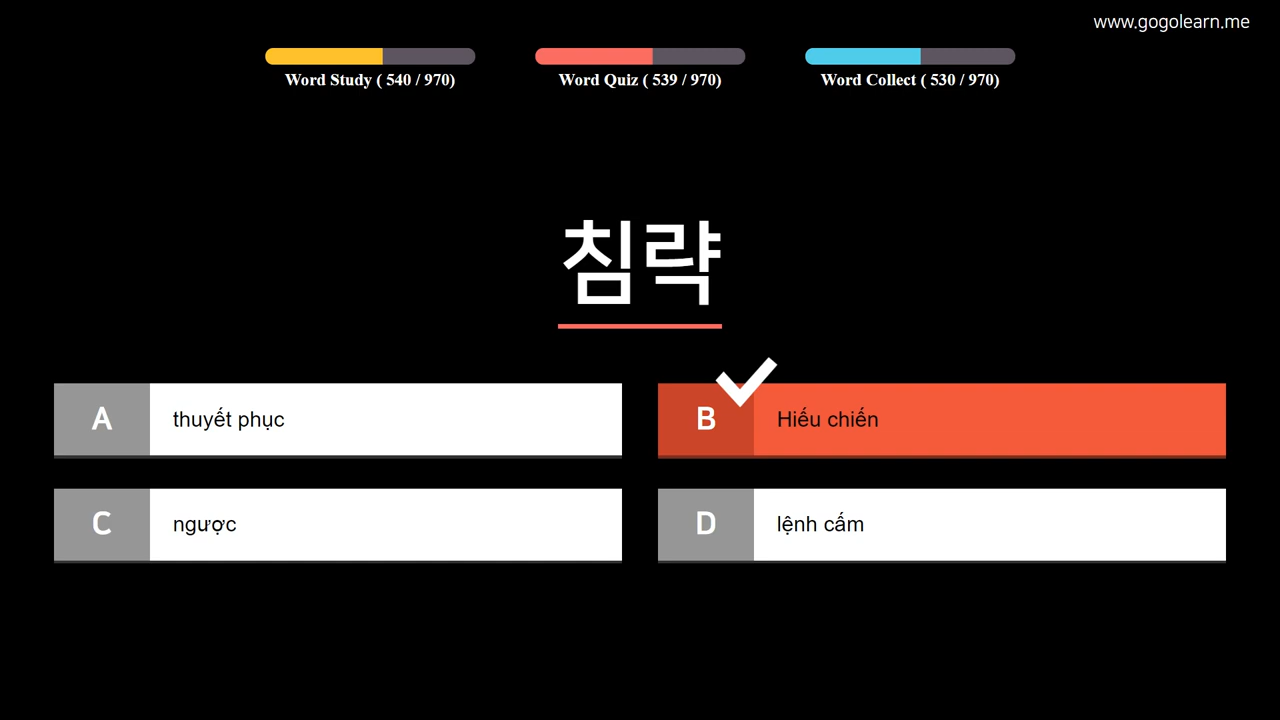 www.gogolearn.me
Word Study ( 540 / 970)
Word Quiz ( 539 / 970)
Word Collect ( 530 / 970)
침략
A thuyết phục
B Hiếu chiến
C ngược
D lệnh cấm